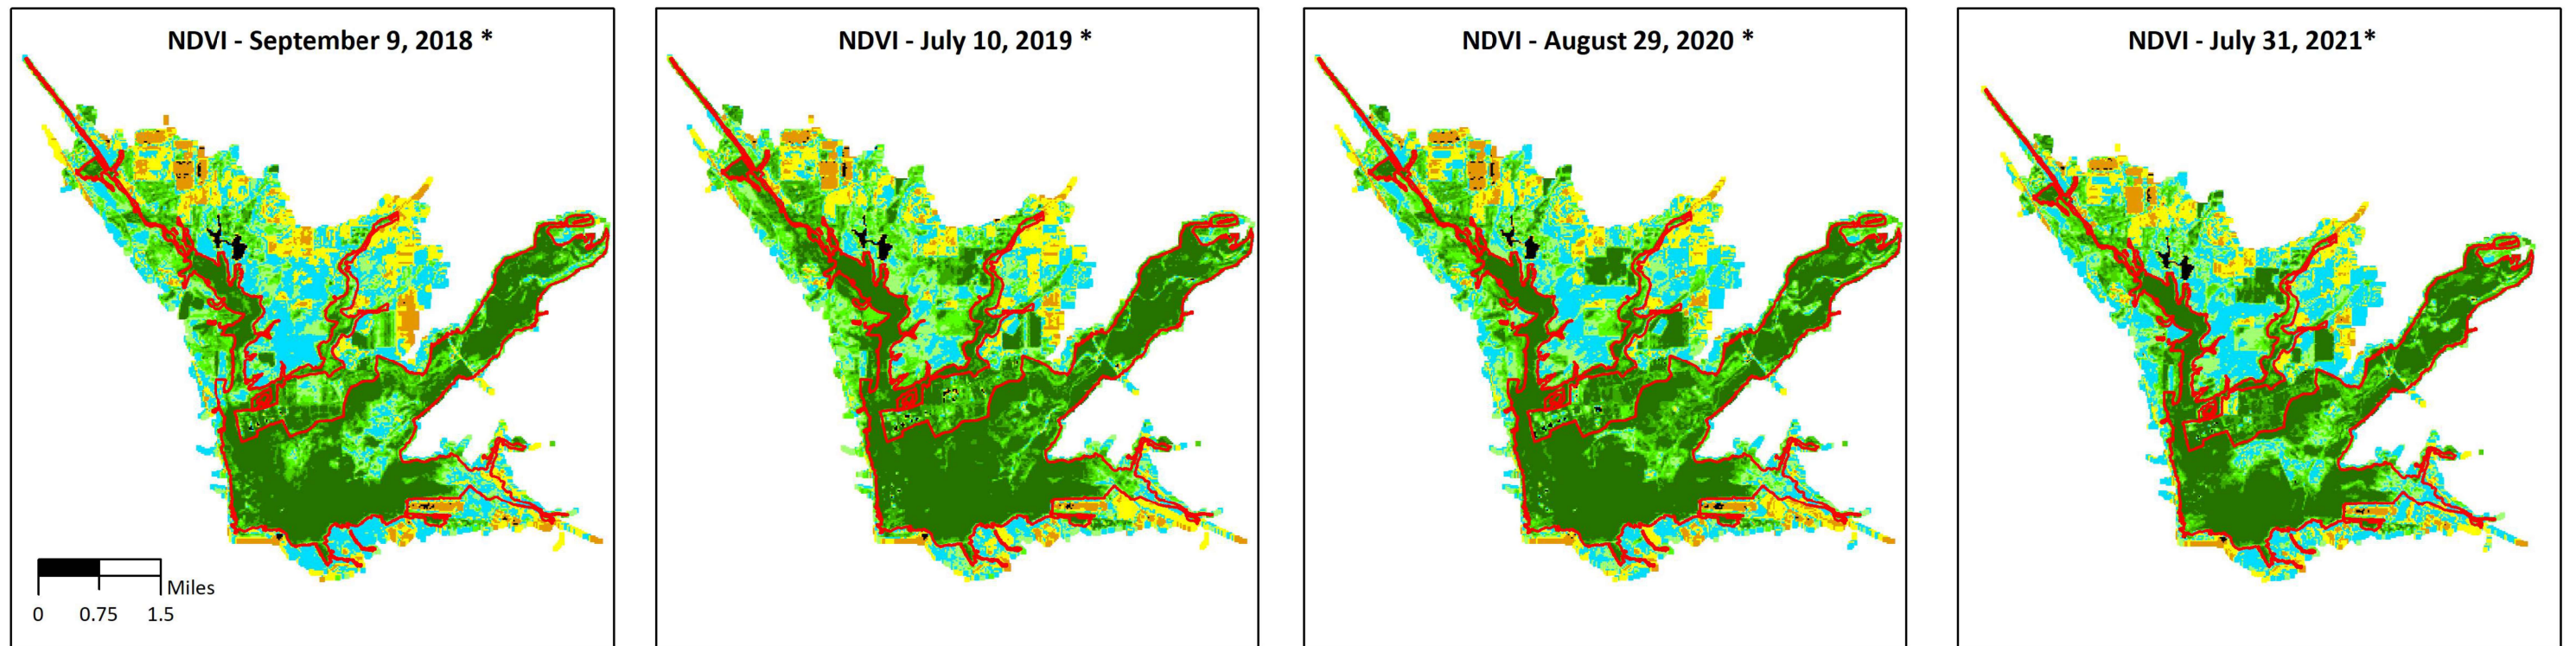 NDVI - September 9, 2018 *
NDVI - July 10, 2019 *
NDVI - August 29, 2020 *
NDVI - July 31, 2021*
Miles
0 0.75 1.5